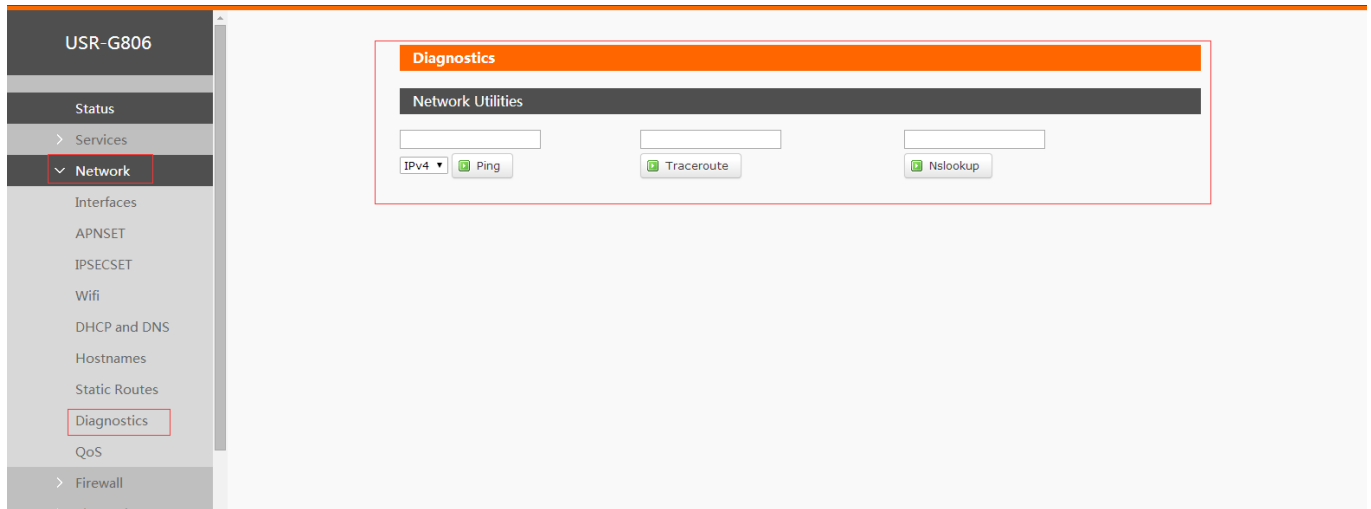 USR-G806
Status
Services
Network
Interfaces
APNSET
IPSECSET
Wifi
DHCP and DNS
Hostnames
Static Routes
Diagnostics
QoS
Firewall
Diagnostics
Network Utilities
IPv4 Ping Traceroute Nslookup